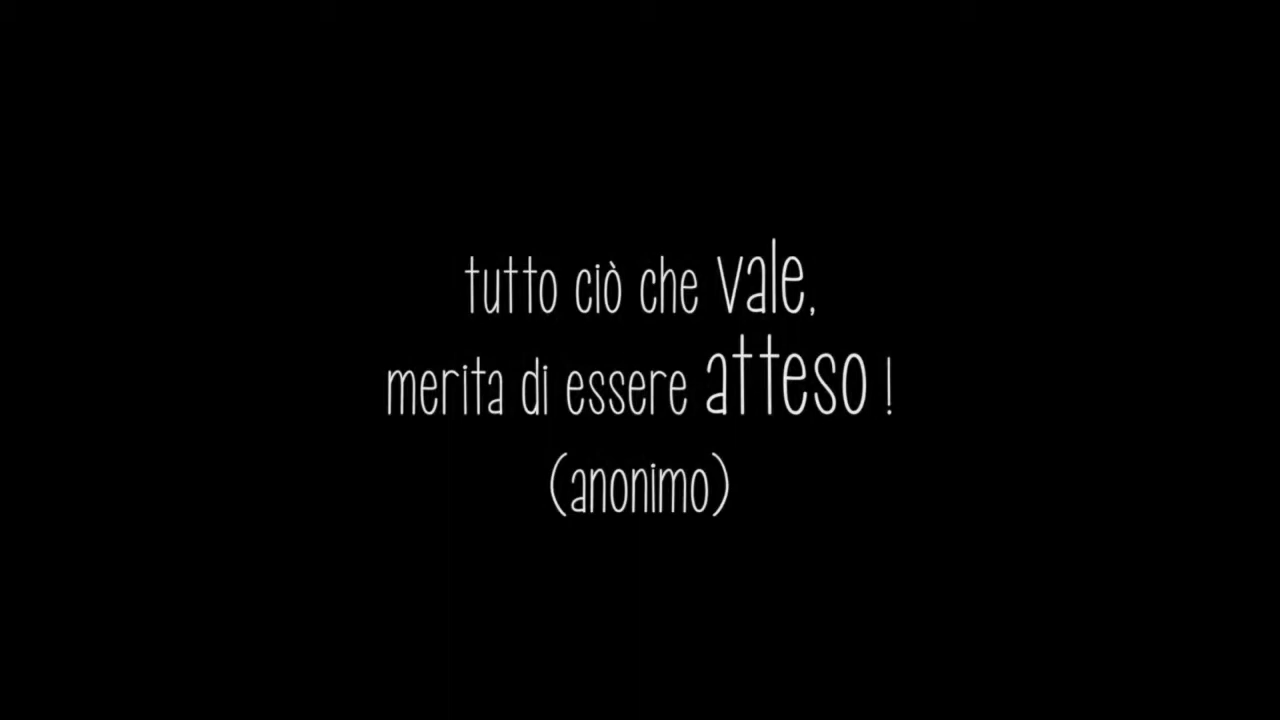 tutto ciò che vale,
merita di essere atteso !
(anonimo)